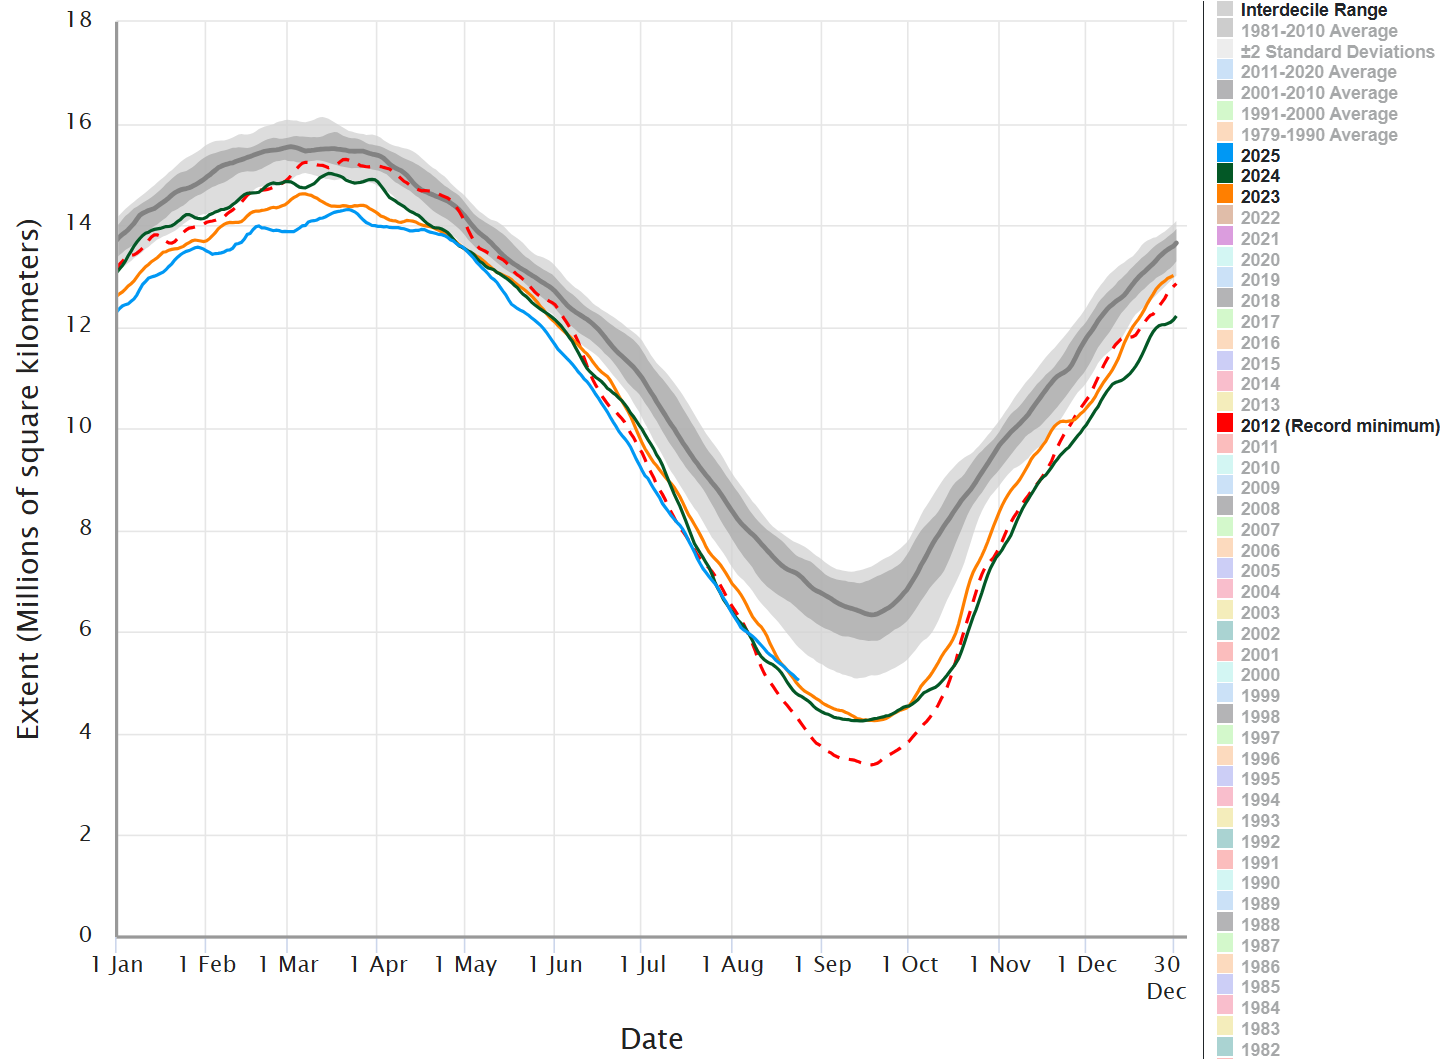 18
16
14
12
10
8
6
4
2
0
Extent (Millions of square kilometers)
1 Jan
1 Feb
1 Mar
1 Apr
1 May
1 Jun
1 Jul
1 Aug
1 Sep
1 Oct
1 Nov
1 Dec
30
Dec
Date
Interdecile Range
1981-2010 Average
±2 Standard Deviations
2011-2020 Average
2001-2010 Average
1991-2000 Average
1979-1990 Average
2025
2024
2023
2022
2021
2020
2019
2018
2017
2016
2015
2014
2013
2012 (Record minimum)
2011
2010
2009
2008
2007
2006
2005
2004
2003
2002
2001
2000
1999
1998
1997
1996
1995
1994
1993
1992
1991
1990
1989
1988
1987
1986
1985
1984
1983
1982